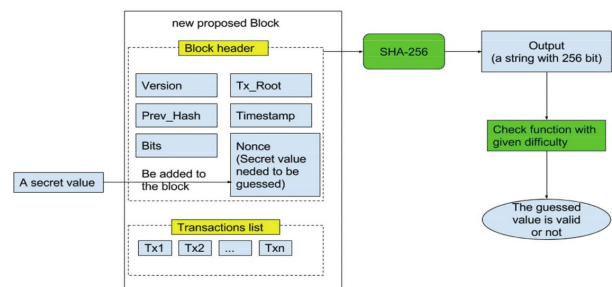 new proposed Block
Block header
Version
Tx_Root
Prev_Hash
Timestamp
Bits
Nonce
(Secret value
neded to be
guessed)
A secret value
Be added to
the block
Transactions list
Tx1
Tx2
...
Txn
SHA-256
Output
(a string with 256 bit)
Check function with
given difficulty
The guessed
value is valid
or not